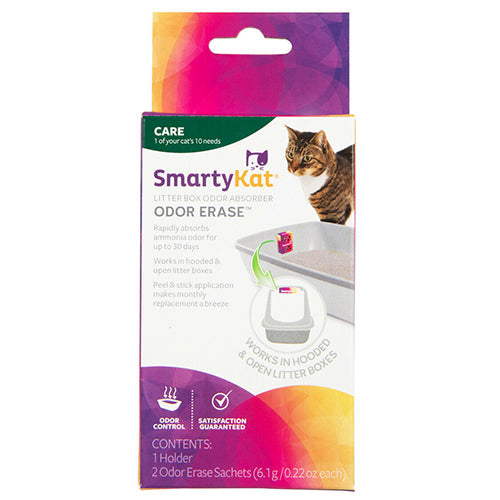 CARE
1 of your cat's 10 needs
SmartyKat®
LITTER BOX ODOR ABSORBER
ODOR ERASE™
Rapidly absorbs
ammonia odor for
up to 30 days
Works in hooded &
open litter boxes
Peel & stick application
makes monthly
replacement a breeze
WORKS IN HOODED
& OPEN LITTER BOXES
ODOR
CONTROL
SATISFACTION
GUARANTEED
CONTENTS:
1 Holder
2 Odor Erase Sachets (6.1g/0.22oz each)